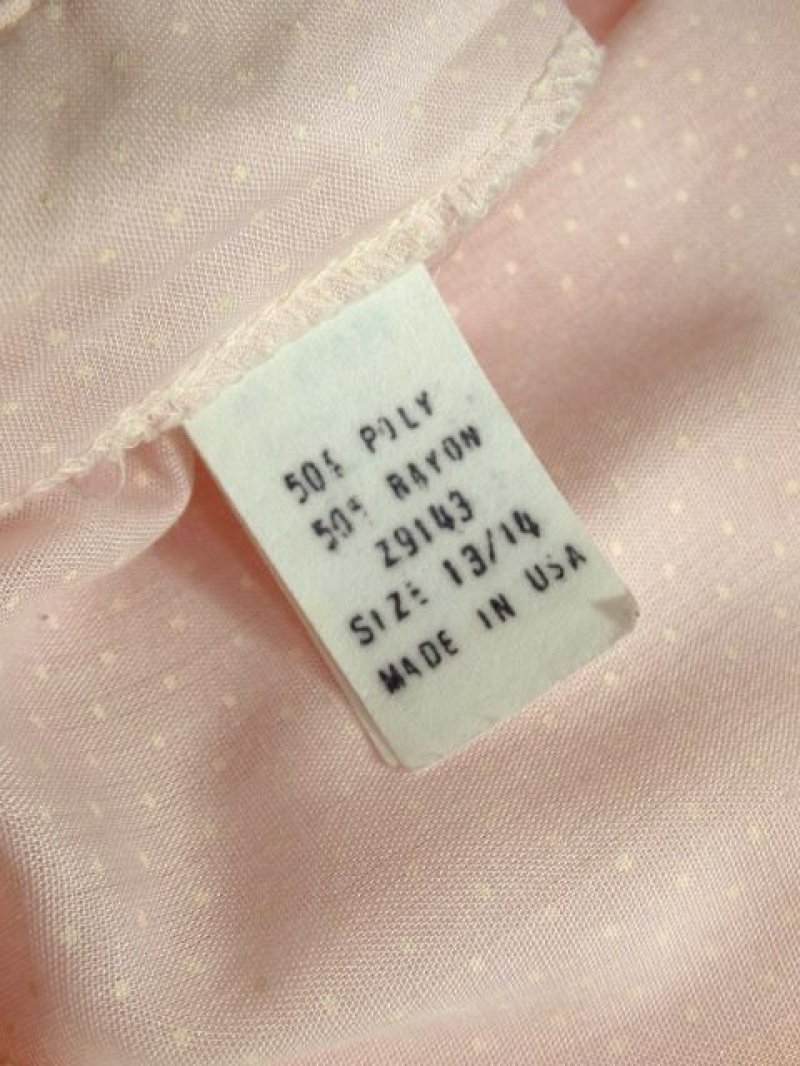 50% POLY
50% RAYON
Z9143
SIZE 13/14
MADE IN USA